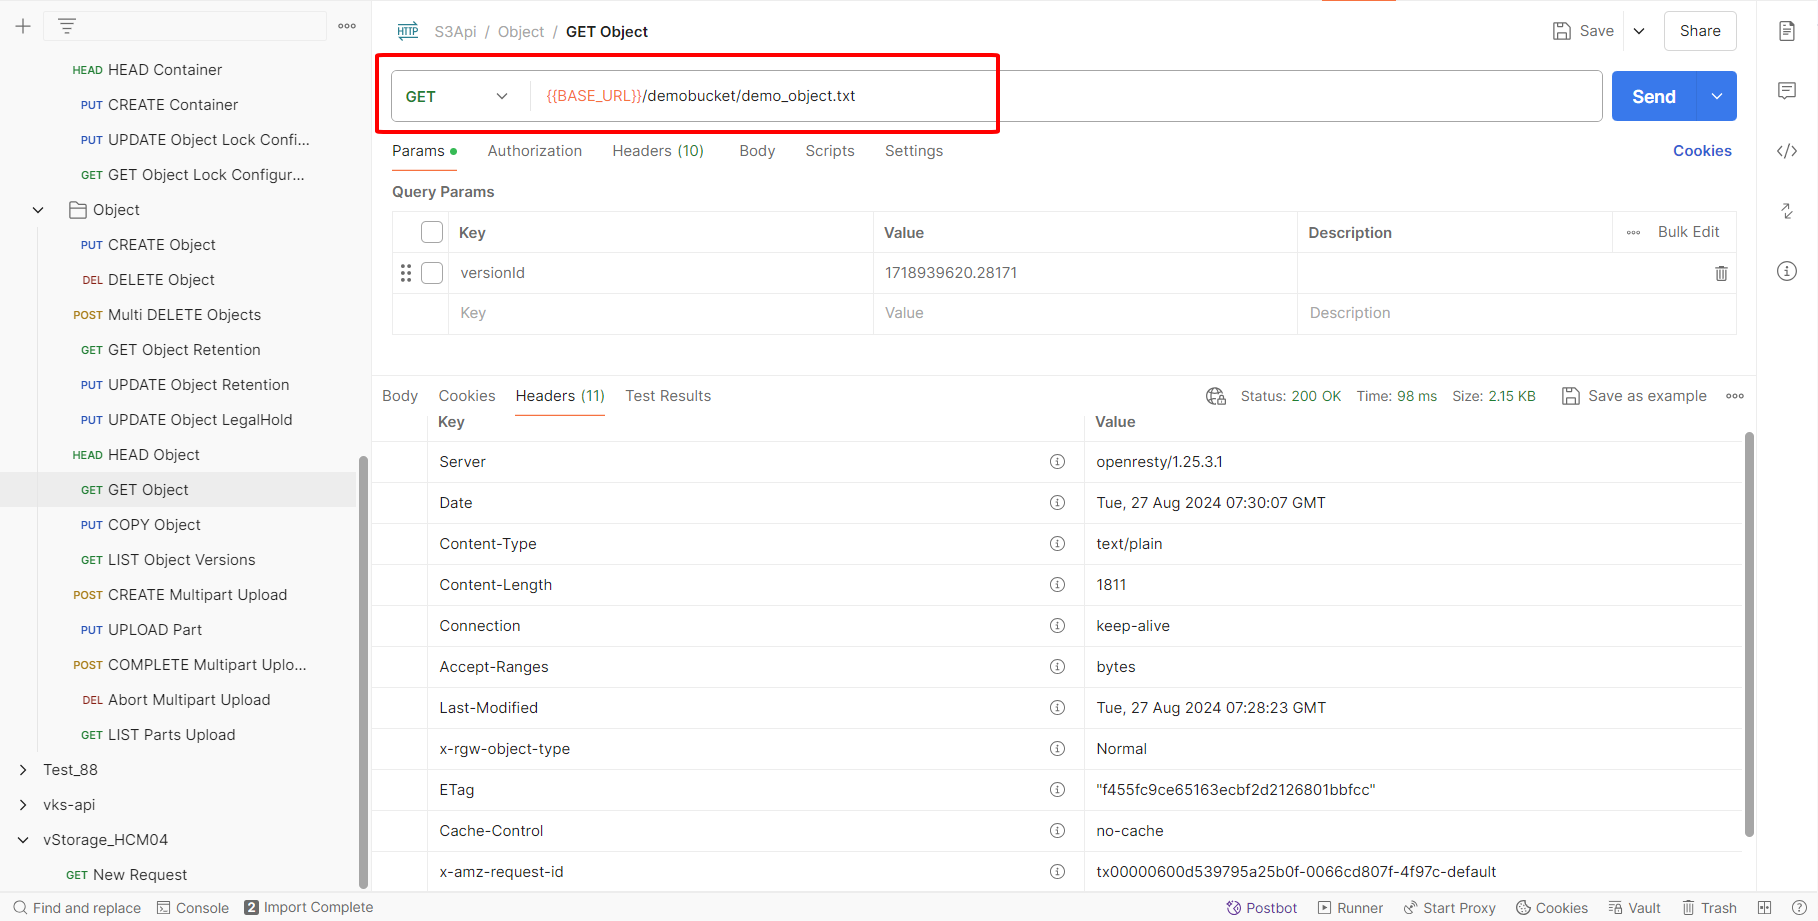 HEAD HEAD Container
PUT CREATE Container
PUT UPDATE Object Lock Confi...
GET GET Object Lock Configur...
Object
PUT CREATE Object
DEL DELETE Object
POST Multi DELETE Objects
GET GET Object Retention
PUT UPDATE Object Retention
PUT UPDATE Object LegalHold
HEAD HEAD Object
GET GET Object
PUT COPY Object
GET LIST Object Versions
POST CREATE Multipart Upload
PUT UPLOAD Part
POST COMPLETE Multipart Uplo...
DEL Abort Multipart Upload
GET LIST Parts Upload
Test_88
vks-api
vStorage_HCM04
GET New Request
HTTP S3Api / Object / GET Object
Save
Share
GET {{BASE_URL}}/demobucket/demo_object.txt
Send
Params Authorization Headers (10) Body Scripts Settings
Cookies
Query Params
Key Value Description Bulk Edit
versionId 1718939620.28171
Key Value Description
Body Cookies Headers (11) Test Results
Status: 200 OK Time: 98 ms Size: 2.15 KB Save as example
Key Value
Server openresty/1.25.3.1
Date Tue, 27 Aug 2024 07:30:07 GMT
Content-Type text/plain
Content-Length 1811
Connection keep-alive
Accept-Ranges bytes
Last-Modified Tue, 27 Aug 2024 07:28:23 GMT
x-rgw-object-type Normal
ETag "f455fc9ce65163ecbf2d2126801bbfcc"
Cache-Control no-cache
x-amz-request-id tx00000600d539795a25b0f-0066cd807f-4f97c-default
Find and replace Console 2 Import Complete
Postbot Runner Start Proxy Cookies Vault Trash